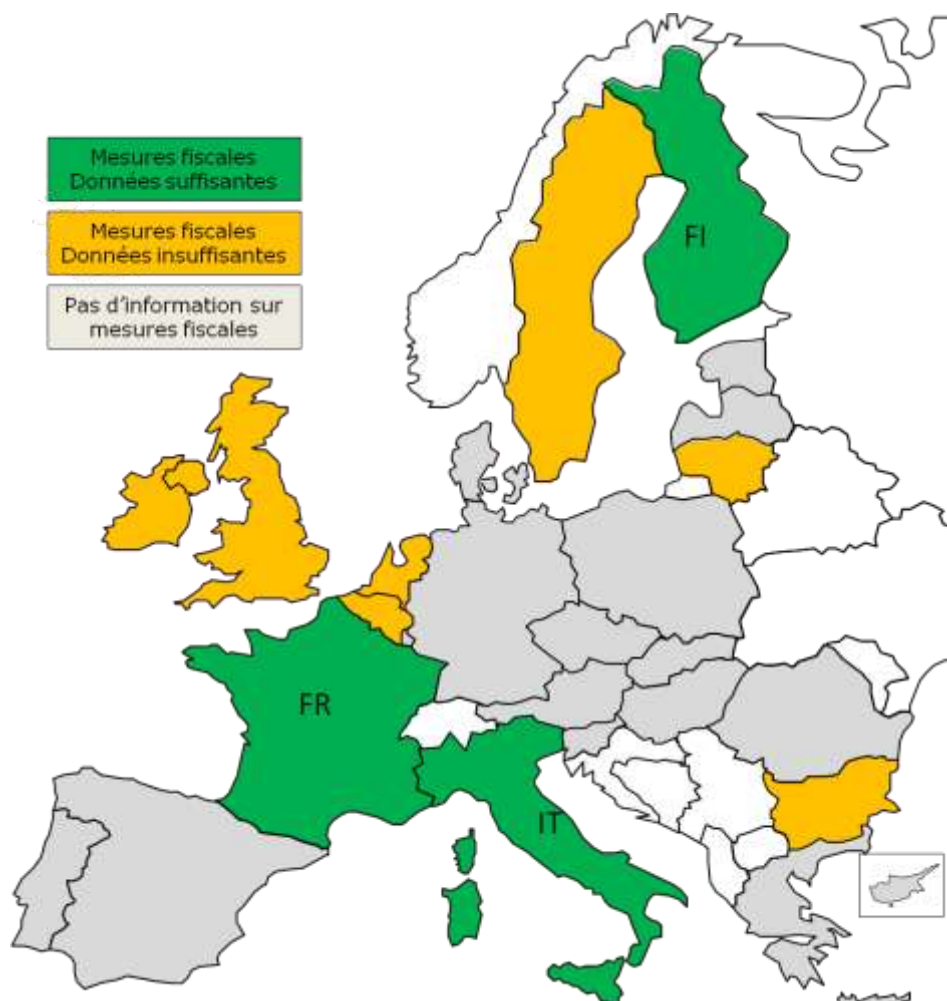 Mesures fiscales
Données suffisantes
Mesures fiscales
Données insuffisantes
Pas d'information sur
mesures fiscales
FI
FR
IT